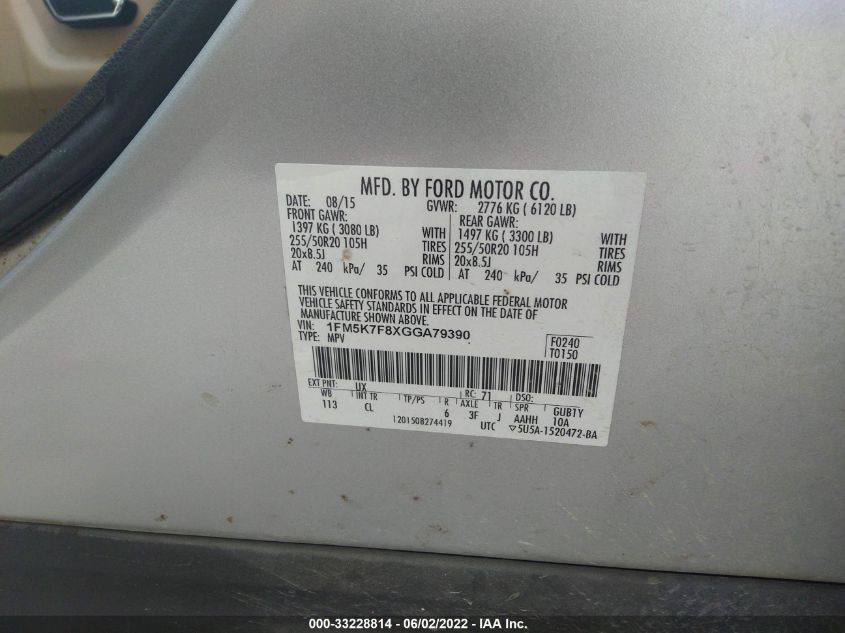 MFD. BY FORD MOTOR CO.
DATE: 08/15 GVWR: 2776 KG ( 6120 LB)
FRONT GAWR: REAR GAWR:
1397 KG ( 3080 LB) WITH 1497 KG ( 3300 LB) WITH
255/50R20 105H TIRES 255/50R20 105H TIRES
20x8.5J RIMS 20x8.5J RIMS
AT 240 kPa/ 35 PSI COLD AT 240 kPa/ 35 PSI COLD
THIS VEHICLE CONFORMS TO ALL APPLICABLE FEDERAL MOTOR
VEHICLE SAFETY STANDARDS IN EFFECT ON THE DATE OF
MANUFACTURE SHOWN ABOVE.
VIN: 1FM5K7F8XGGA79390
TYPE: MPV
F0240
T0150
EXT PNT: UX RC: 71 DSO:
WB INT TR TP/PS R AXLE TR SPR GUB1Y
113 CL 6 3F J AAHH 10A
1201508274419 UTC ▽5U5A-1520472-BA
000-33228814 - 06/02/2022 - IAA Inc.